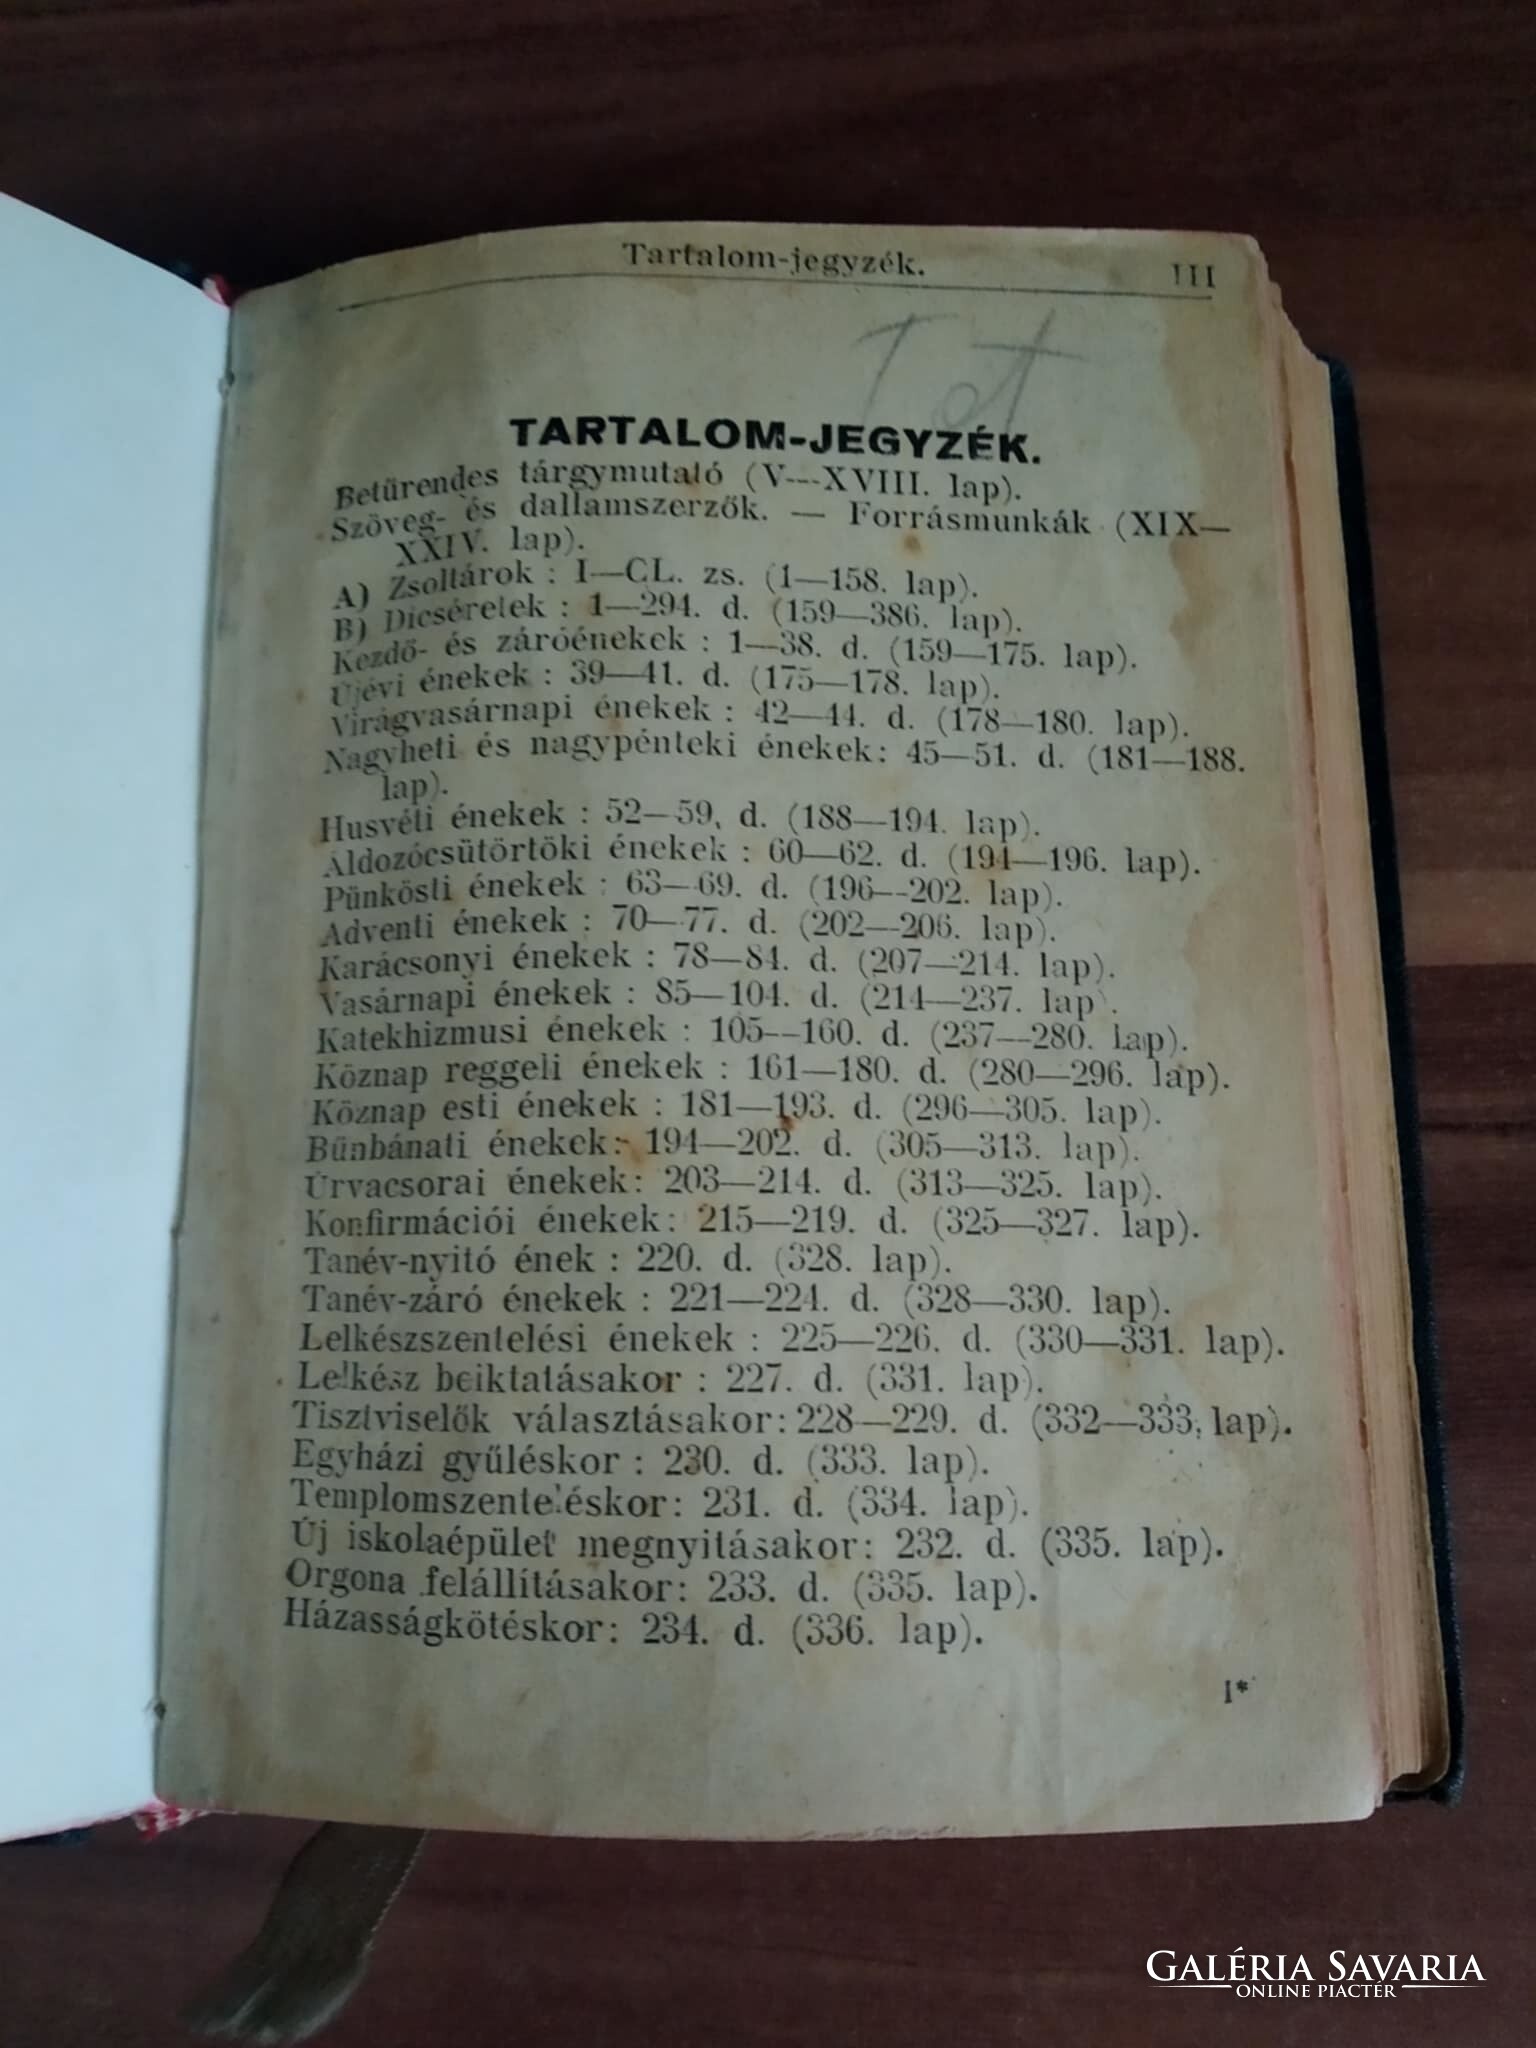 Tartalom-jegyzék. III
Tot
TARTALOM-JEGYZÉK.
Betűrendes tárgymutató (V—XVIII. lap).
Szöveg- és dallamszerzők. — Forrásmunkák (XIX—
XXIV. lap).
A) Zsoltárok : I—CL. zs. (1—158. lap).
B) Dicséretek : 1—294. d. (159—386. lap).
Kezdő- és záróénekek : 1—38. d. (159—175. lap).
Újévi énekek : 39—41. d. (175—178. lap).
Virágvasárnapi énekek : 42—44. d. (178—180. lap).
Nagyheti és nagypénteki énekek: 45—51. d. (181—188.
lap).
Husvéti énekek : 52—59. d. (188—194. lap).
Áldozócsütörtöki énekek : 60—62. d. (194—196. lap).
Pünkösti énekek : 63—69. d. (196—202. lap).
Adventi énekek : 70—77. d. (202—206. lap).
Karácsonyi énekek : 78—84. d. (207—214. lap).
Vasárnapi énekek : 85—104. d. (214—237. lap).
Katekhizmusi énekek : 105—160. d. (237—280. lap).
Köznap reggeli énekek : 161—180. d. (280—296. lap).
Köznap esti énekek : 181—193. d. (296—305. lap).
Bűnbánati énekek: 194—202. d. (305—313. lap).
Úrvacsorai énekek: 203—214. d. (313—325. lap).
Konfirmációi énekek: 215—219. d. (325—327. lap).
Tanév-nyitó ének : 220. d. (328. lap).
Tanév-záró énekek : 221—224. d. (328—330. lap).
Lelkészszentelési énekek : 225—226. d. (330—331. lap).
Lelkész beiktatásakor : 227. d. (331. lap).
Tisztviselők választásakor: 228—229. d. (332—333. lap).
Egyházi gyűléskor : 230. d. (333. lap).
Templomszenteléskor: 231. d. (334. lap).
Új iskolaépület megnyitásakor: 232. d. (335. lap).
Orgona felállításakor: 233. d. (335. lap).
Házasságkötéskor: 234. d. (336. lap).
I*
GALÉRIA SAVARIA
ONLINE PIACTÉR